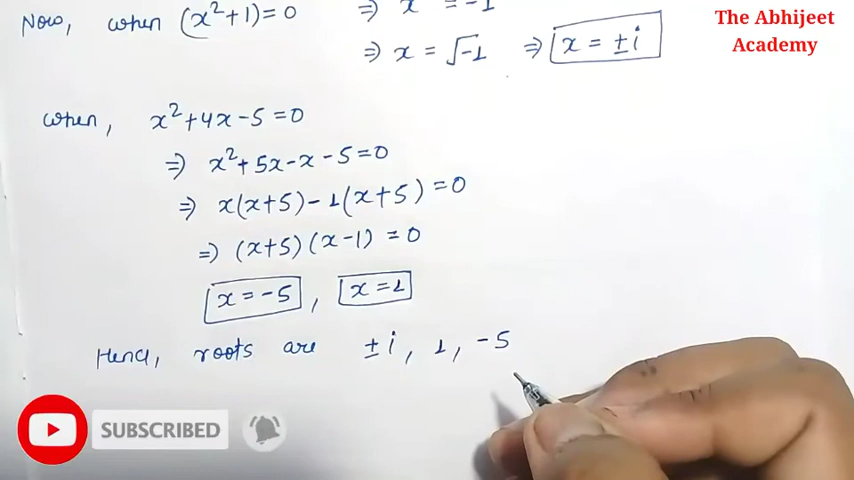 Now, when (x²+1)=0 ⇒ x² = -1
⇒ x = √-1 ⇒ x = ±i
The Abhijeet
Academy
when, x²+4x-5=0
⇒ x²+5x-x-5=0
⇒ x(x+5)-1(x+5)=0
⇒ (x+5)(x-1)=0
x=-5, x=1
Hence, roots are ±i, 1, -5
SUBSCRIBED